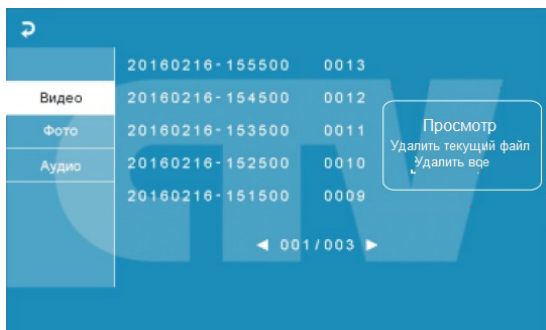 20160216-155500 0013
Видео 20160216-154500 0012
Фото 20160216-153500 0011
Аудио 20160216-152500 0010
20160216-151500 0009
Просмотр
Удалить текущий файл
Удалить все
001/003